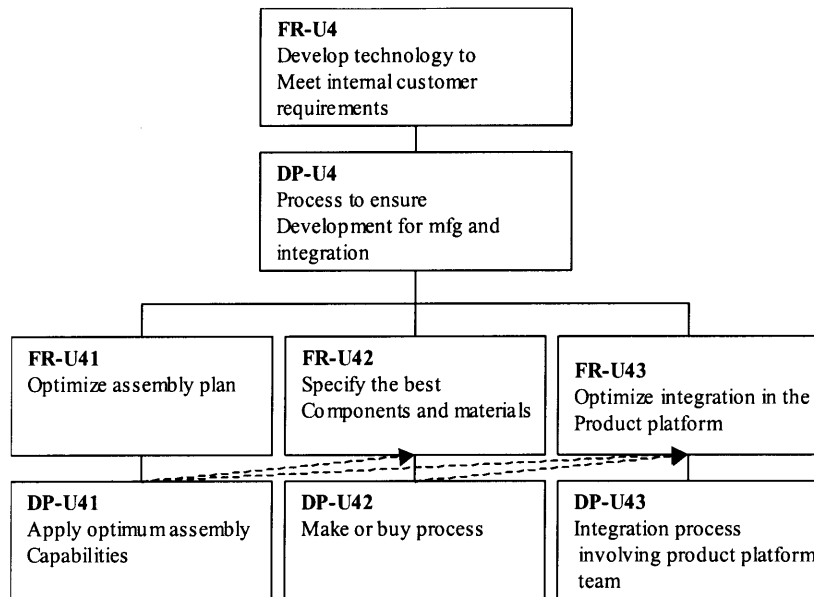 FR-U4
Develop technology to
Meet internal customer
requirements
DP-U4
Process to ensure
Development for mfg and
integration
FR-U41
Optimize assembly plan
FR-U42
Specify the best
Components and materials
FR-U43
Optimize integration in the
Product platform
DP-U41
Apply optimum assembly
Capabilities
DP-U42
Make or buy process
DP-U43
Integration process
involving product platform
team